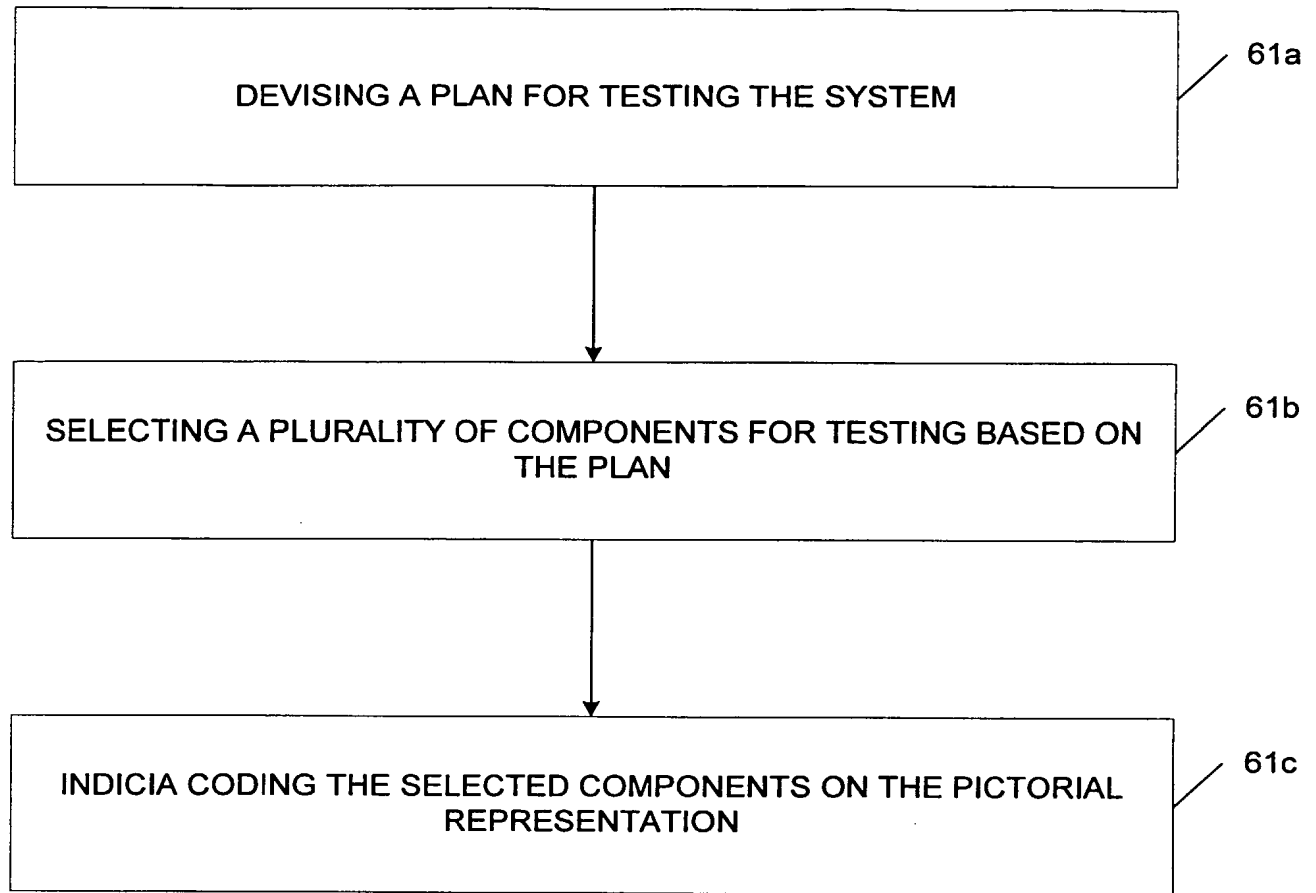 61a
DEVISING A PLAN FOR TESTING THE SYSTEM
61b
SELECTING A PLURALITY OF COMPONENTS FOR TESTING BASED ON
THE PLAN
61c
INDICIA CODING THE SELECTED COMPONENTS ON THE PICTORIAL
REPRESENTATION